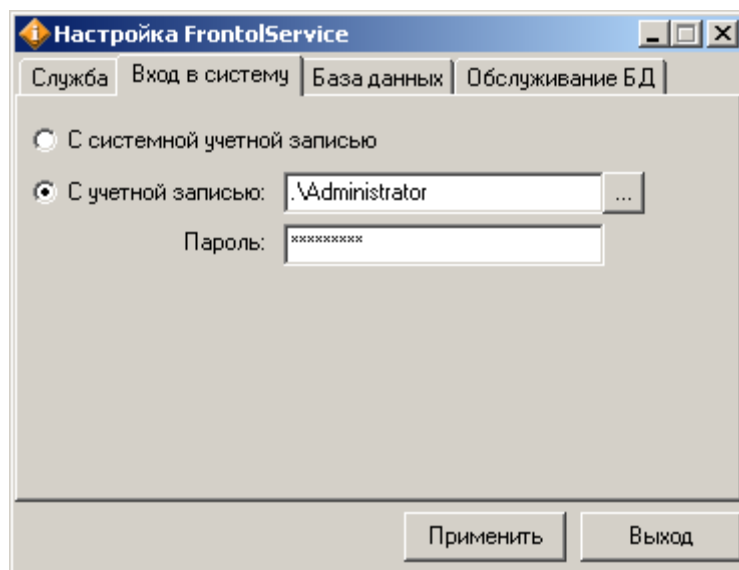 Настройка FrontolService
Служба Вход в систему База данных Обслуживание БД
С системной учетной записью
С учетной записью: .\Administrator ...
Пароль: *********
Применить Выход